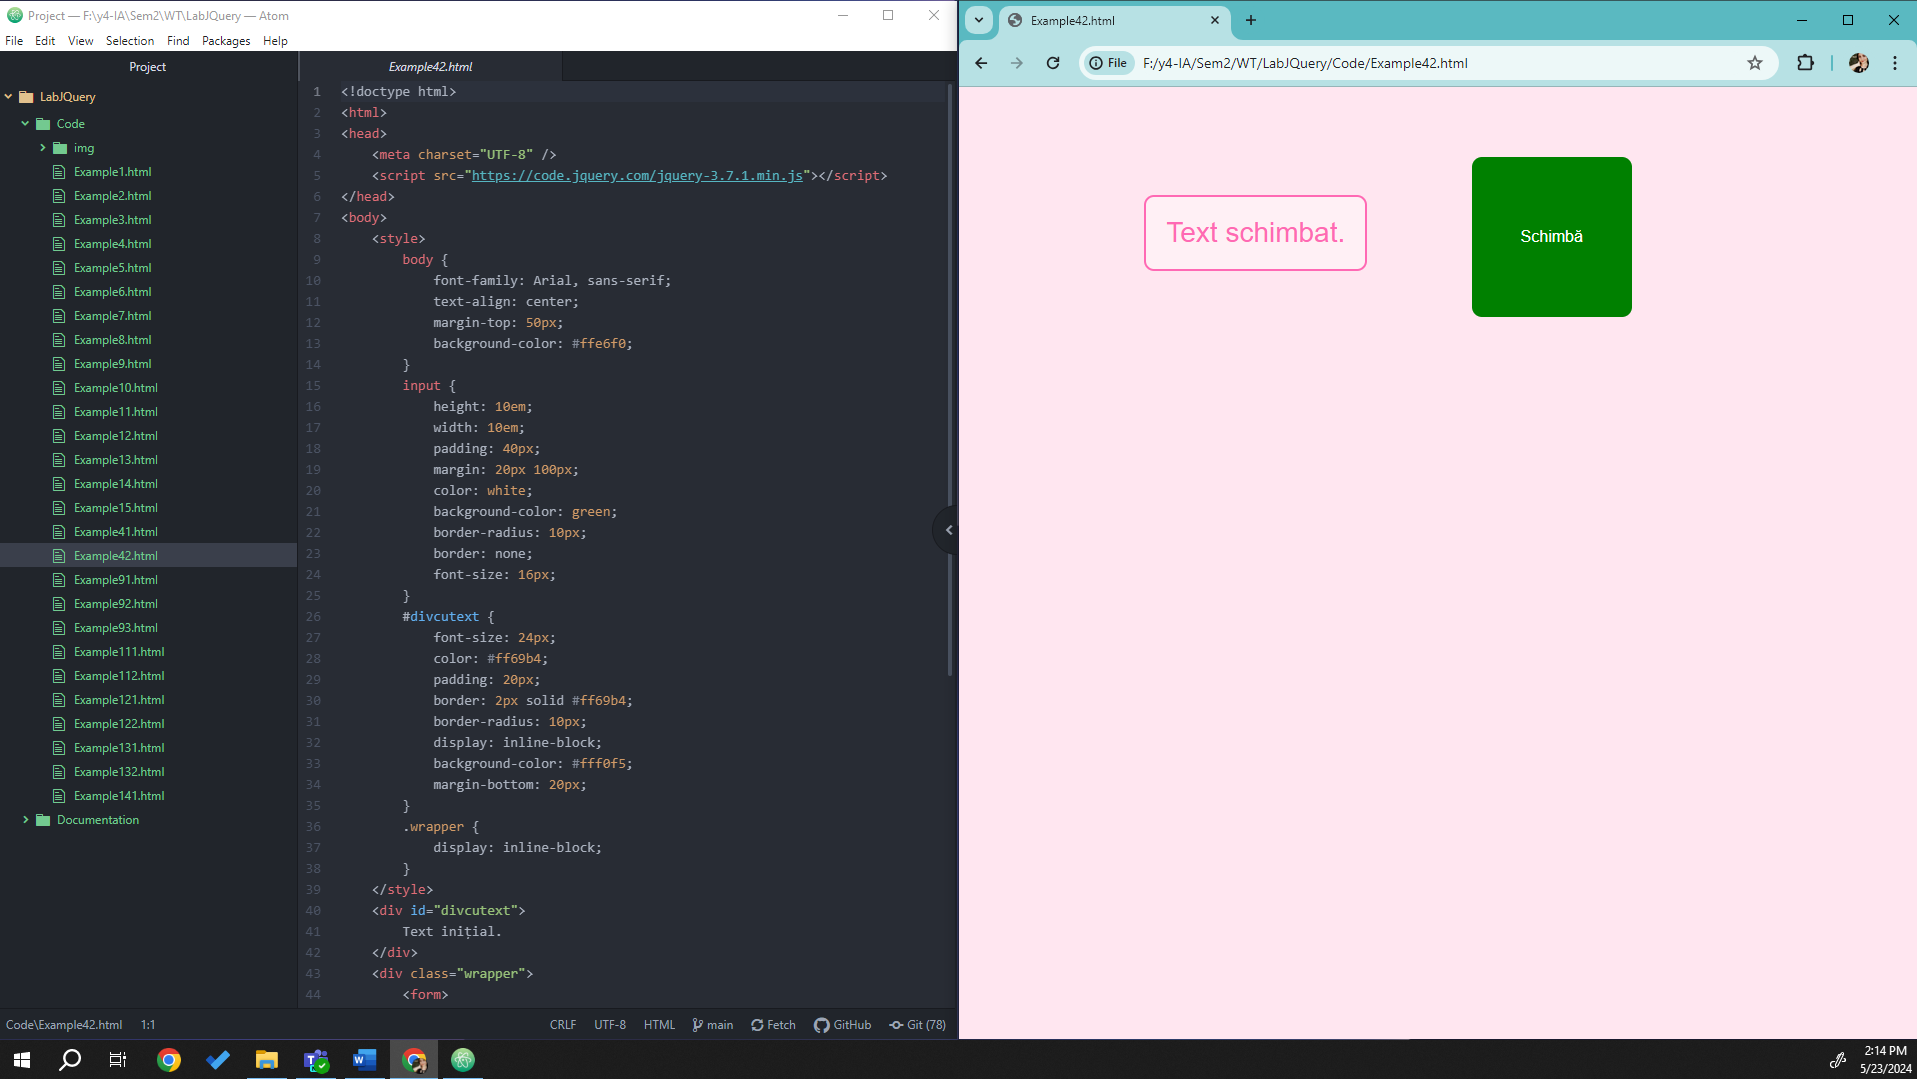 Project — F:\y4-IA\Sem2\WT\LabJQuery — Atom
File Edit View Selection Find Packages Help
Project
LabJQuery
Code
img
Example1.html
Example2.html
Example3.html
Example4.html
Example5.html
Example6.html
Example7.html
Example8.html
Example9.html
Example10.html
Example11.html
Example12.html
Example13.html
Example14.html
Example15.html
Example41.html
Example42.html
Example91.html
Example92.html
Example93.html
Example111.html
Example112.html
Example121.html
Example122.html
Example131.html
Example132.html
Example141.html
Documentation
Example42.html
1 <!doctype html>
2 <html>
3 <head>
4 <meta charset="UTF-8" />
5 <script src="https://code.jquery.com/jquery-3.7.1.min.js"></script>
6 </head>
7 <body>
8 <style>
9 body {
10 font-family: Arial, sans-serif;
11 text-align: center;
12 margin-top: 50px;
13 background-color: #ffe6f0;
14 }
15 input {
16 height: 10em;
17 width: 10em;
18 padding: 40px;
19 margin: 20px 100px;
20 color: white;
21 background-color: green;
22 border-radius: 10px;
23 border: none;
24 font-size: 16px;
25 }
26 #divcutext {
27 font-size: 24px;
28 color: #ff69b4;
29 padding: 20px;
30 border: 2px solid #ff69b4;
31 border-radius: 10px;
32 display: inline-block;
33 background-color: #fff0f5;
34 margin-bottom: 20px;
35 }
36 .wrapper {
37 display: inline-block;
38 }
39 </style>
40 <div id="divcutext">
41 Text inițial.
42 </div>
43 <div class="wrapper">
44 <form>
Code\Example42.html 1:1 CRLF UTF-8 HTML main Fetch GitHub Git (78)
Example42.html
File F:/y4-IA/Sem2/WT/LabJQuery/Code/Example42.html
Text schimbat.
Schimbă
2:14 PM
5/23/2024